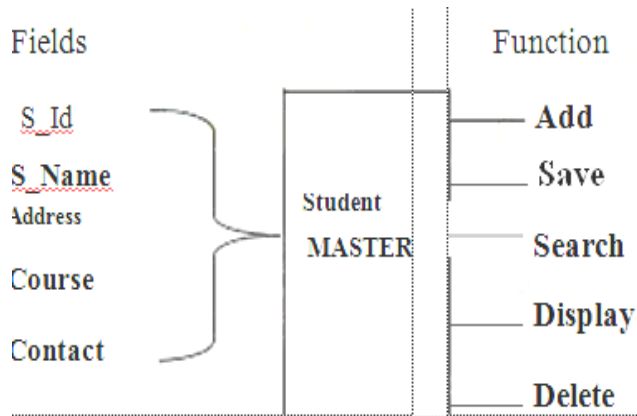 Fields
Function
S_Id
Add
S_Name
Save
Address
Student
MASTER
Search
Course
Display
Contact
Delete